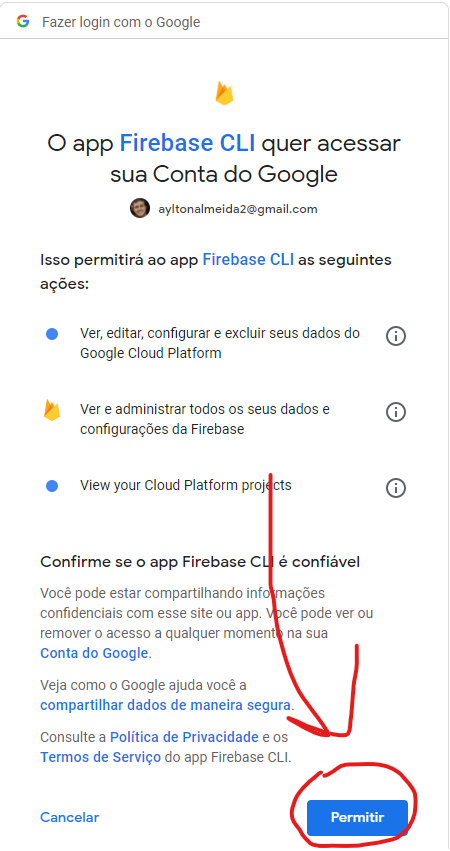 Fazer login com o Google
O app Firebase CLI quer acessar
sua Conta do Google
ayltonalmeida2@gmail.com
Isso permitirá ao app Firebase CLI as seguintes
ações:
Ver, editar, configurar e excluir seus dados do
Google Cloud Platform
Ver e administrar todos os seus dados e
configurações da Firebase
View your Cloud Platform projects
Confirme se o app Firebase CLI é confiável
Você pode estar compartilhando informações
confidenciais com esse site ou app. Você pode ver ou
remover o acesso a qualquer momento na sua
Conta do Google.
Veja como o Google ajuda você a
compartilhar dados de maneira segura.
Consulte a Política de Privacidade e os
Termos de Serviço do app Firebase CLI.
Cancelar
Permitir